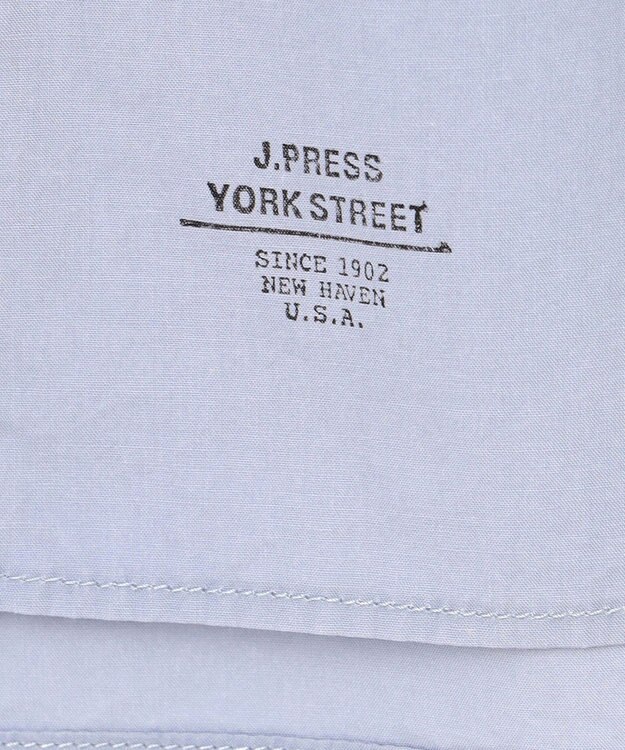 J.PRESS
YORK STREET
SINCE 1902
NEW HAVEN
U.S.A.